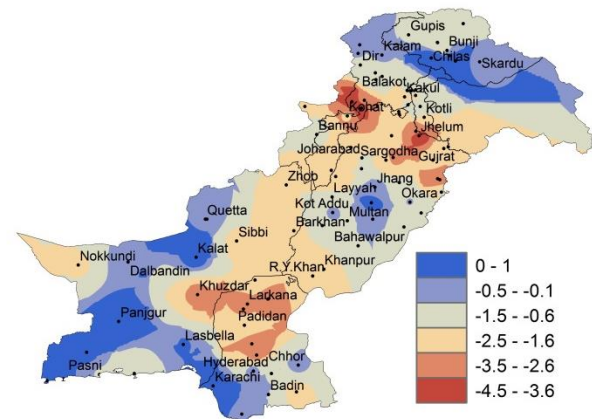 Gupis
Kalam
Bunji
Dir
Chilas
Skardu
Balakot
Kakul
Kohat
Kotli
Bannu
Jhelum
Joharabad
Sargodha
Gujrat
Zhob
Jhang
Layyah
Okara
Kot Addu
Quetta
Multan
Barkhan
Sibbi
Bahawalpur
Kalat
Nokkundi
R.Y.Khan
Khanpur
Dalbandin
Khuzdar
Larkana
Panjgur
Padidan
Lasbella
Hyderabad
Chhor
Pasni
Karachi
Badin
0 - 1
-0.5 - -0.1
-1.5 - -0.6
-2.5 - -1.6
-3.5 - -2.6
-4.5 - -3.6